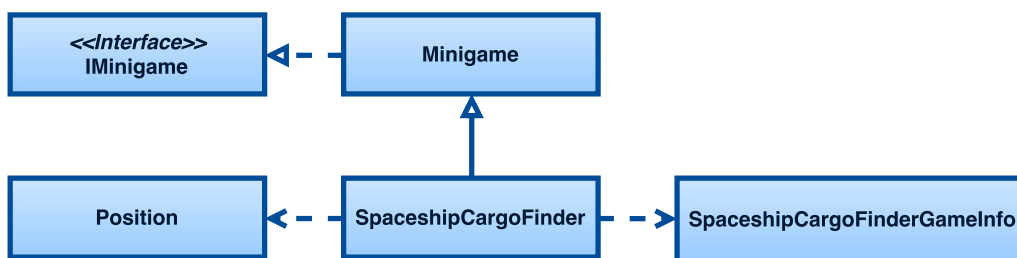 <<Interface>>
IMinigame
Minigame
Position
SpaceshipCargoFinder
SpaceshipCargoFinderGameInfo